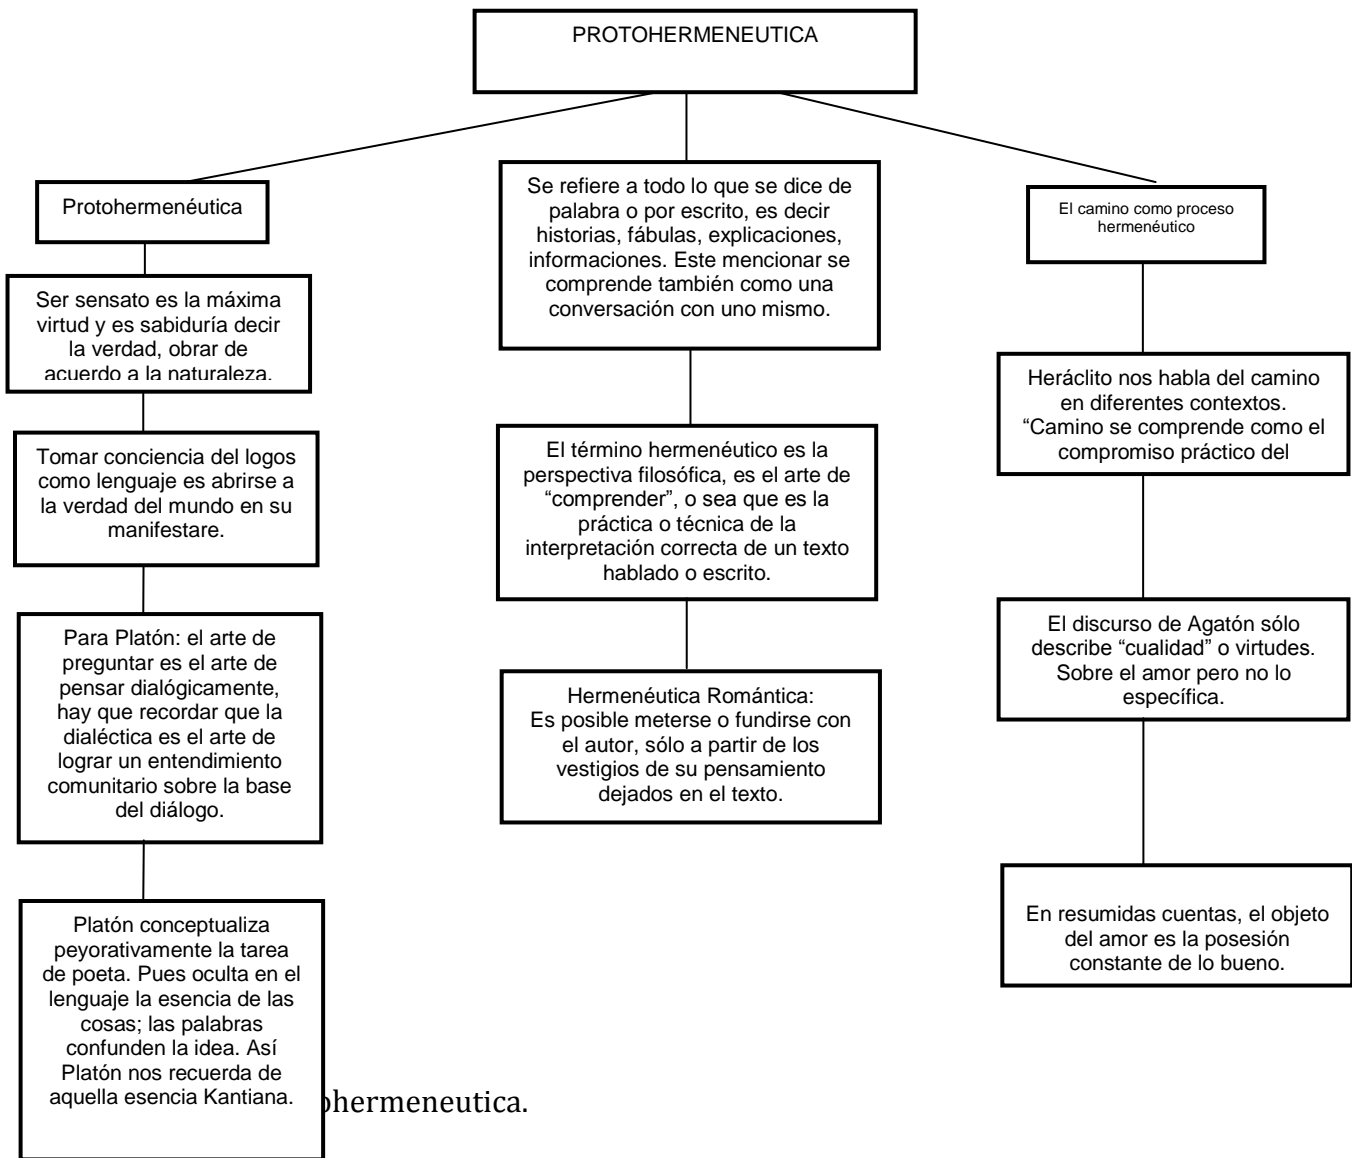 PROTOHERMENEUTICA
Protohermenéutica
Ser sensato es la máxima
virtud y es sabiduría decir
la verdad, obrar de
acuerdo a la naturaleza.
Tomar conciencia del logos
como lenguaje es abrirse a
la verdad del mundo en su
manifestare.
Para Platón: el arte de
preguntar es el arte de
pensar dialógicamente,
hay que recordar que la
dialéctica es el arte de
lograr un entendimiento
comunitario sobre la base
del diálogo.
Platón conceptualiza
peyorativamente la tarea
de poeta. Pues oculta en el
lenguaje la esencia de las
cosas; las palabras
confunden la idea. Así
Platón nos recuerda de
aquella esencia Kantiana.
Se refiere a todo lo que se dice de
palabra o por escrito, es decir
historias, fábulas, explicaciones,
informaciones. Este mencionar se
comprende también como una
conversación con uno mismo.
El término hermenéutico es la
perspectiva filosófica, es el arte de
“comprender”, o sea que es la
práctica o técnica de la
interpretación correcta de un texto
hablado o escrito.
Hermenéutica Romántica:
Es posible meterse o fundirse con
el autor, sólo a partir de los
vestigios de su pensamiento
dejados en el texto.
El camino como proceso
hermenéutico
Heráclito nos habla del camino
en diferentes contextos.
“Camino se comprende como el
compromiso práctico del
El discurso de Agatón sólo
describe “cualidad” o virtudes.
Sobre el amor pero no lo
específica.
En resumidas cuentas, el objeto
del amor es la posesión
constante de lo bueno.
ohermeneutica.